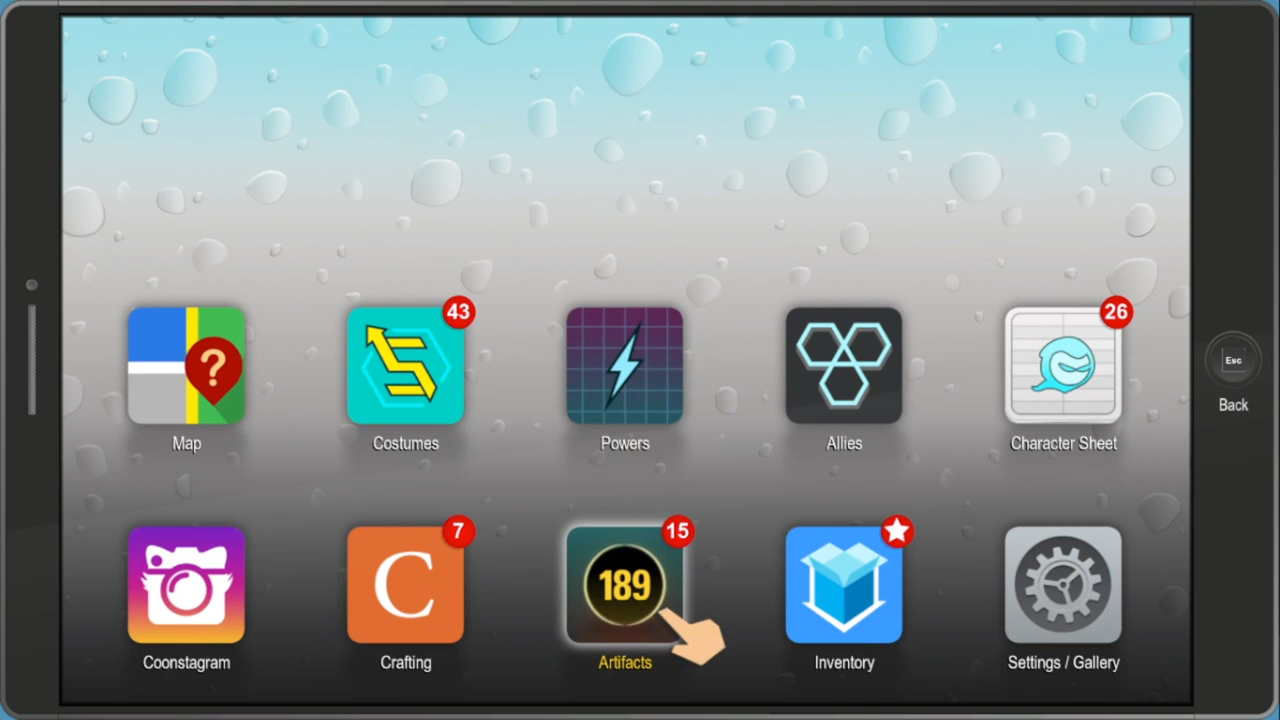 43
26
?
Map
Costumes
Powers
Allies
Character Sheet
Esc
Back
7
15
C
189
Coonstagram
Crafting
Artifacts
Inventory
Settings / Gallery